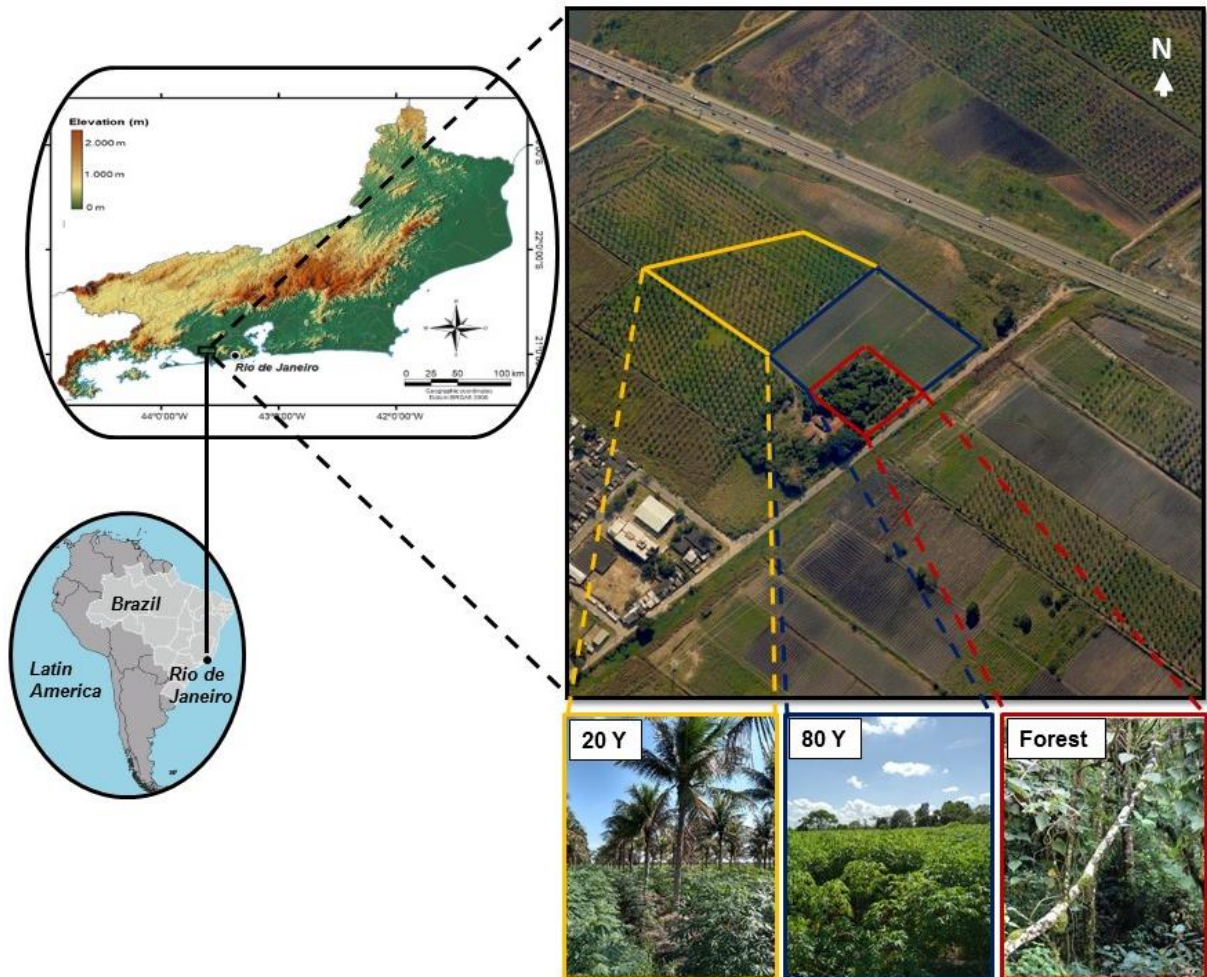 Elevation (m)
2.000 m
1.000 m
0 m
22°0'0"S
21°0'
Rio de Janeiro
0 25 50 100 km
44°0'0"W
43°0'0"W
42°0'0"W
Brazil
Latin
America
Rio de
Janeiro
N
20 Y
80 Y
Forest